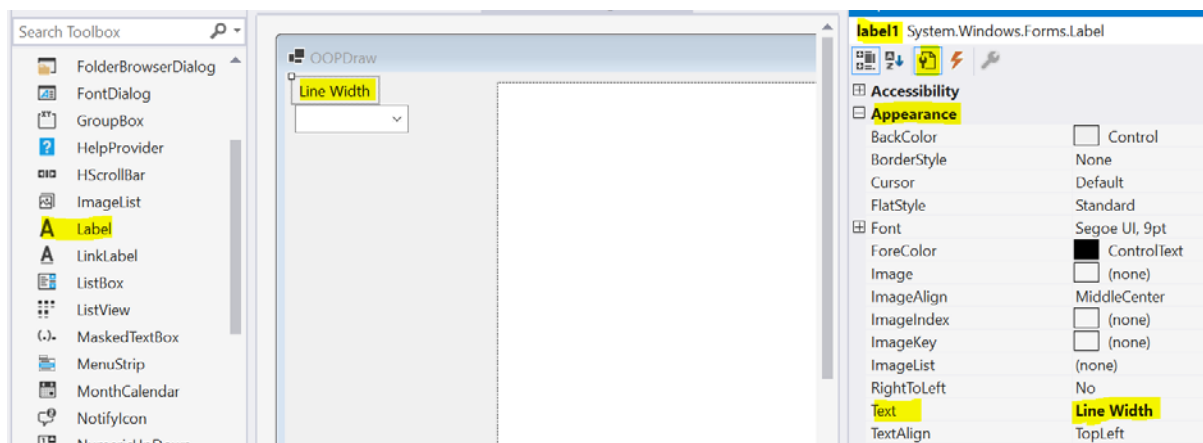 Search Toolbox
FolderBrowserDialog
FontDialog
GroupBox
HelpProvider
HScrollBar
ImageList
Label
LinkLabel
ListBox
ListView
MaskedTextBox
MenuStrip
MonthCalendar
NotifyIcon
OOPDraw
Line Width
label1 System.Windows.Forms.Label
Accessibility
Appearance
BackColor Control
BorderStyle None
Cursor Default
FlatStyle Standard
Font Segoe UI, 9pt
ForeColor ControlText
Image (none)
ImageAlign MiddleCenter
ImageIndex (none)
ImageKey (none)
ImageList (none)
RightToLeft No
Text Line Width
TextAlign TopLeft